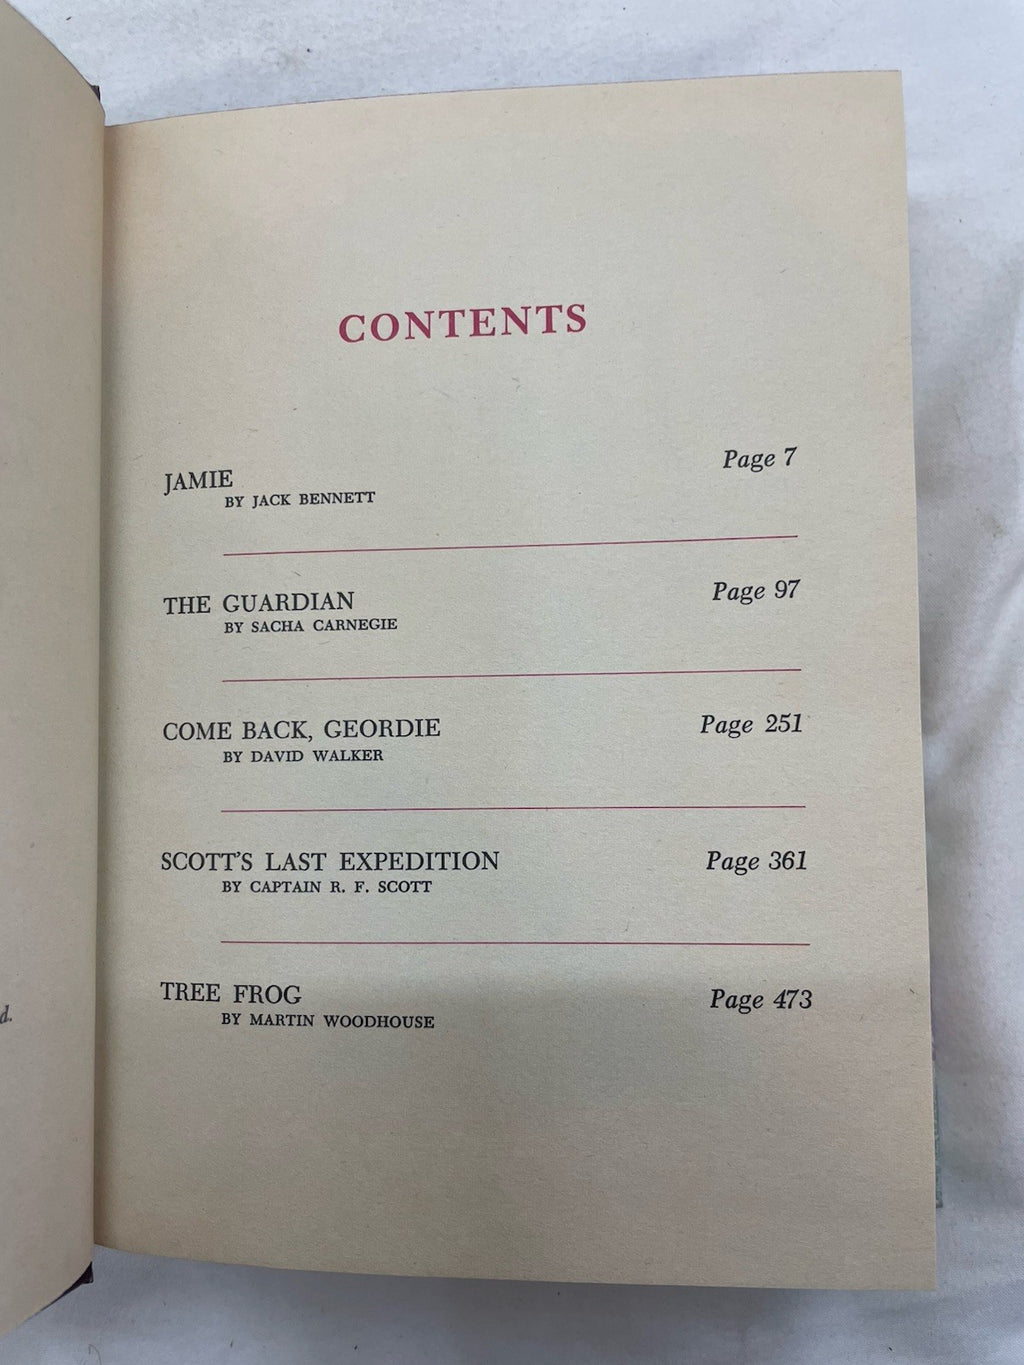 CONTENTS
JAMIE Page 7
BY JACK BENNETT
THE GUARDIAN Page 97
BY SACHA CARNEGIE
COME BACK, GEORDIE Page 251
BY DAVID WALKER
SCOTT'S LAST EXPEDITION Page 361
BY CAPTAIN R. F. SCOTT
TREE FROG Page 473
BY MARTIN WOODHOUSE
d.